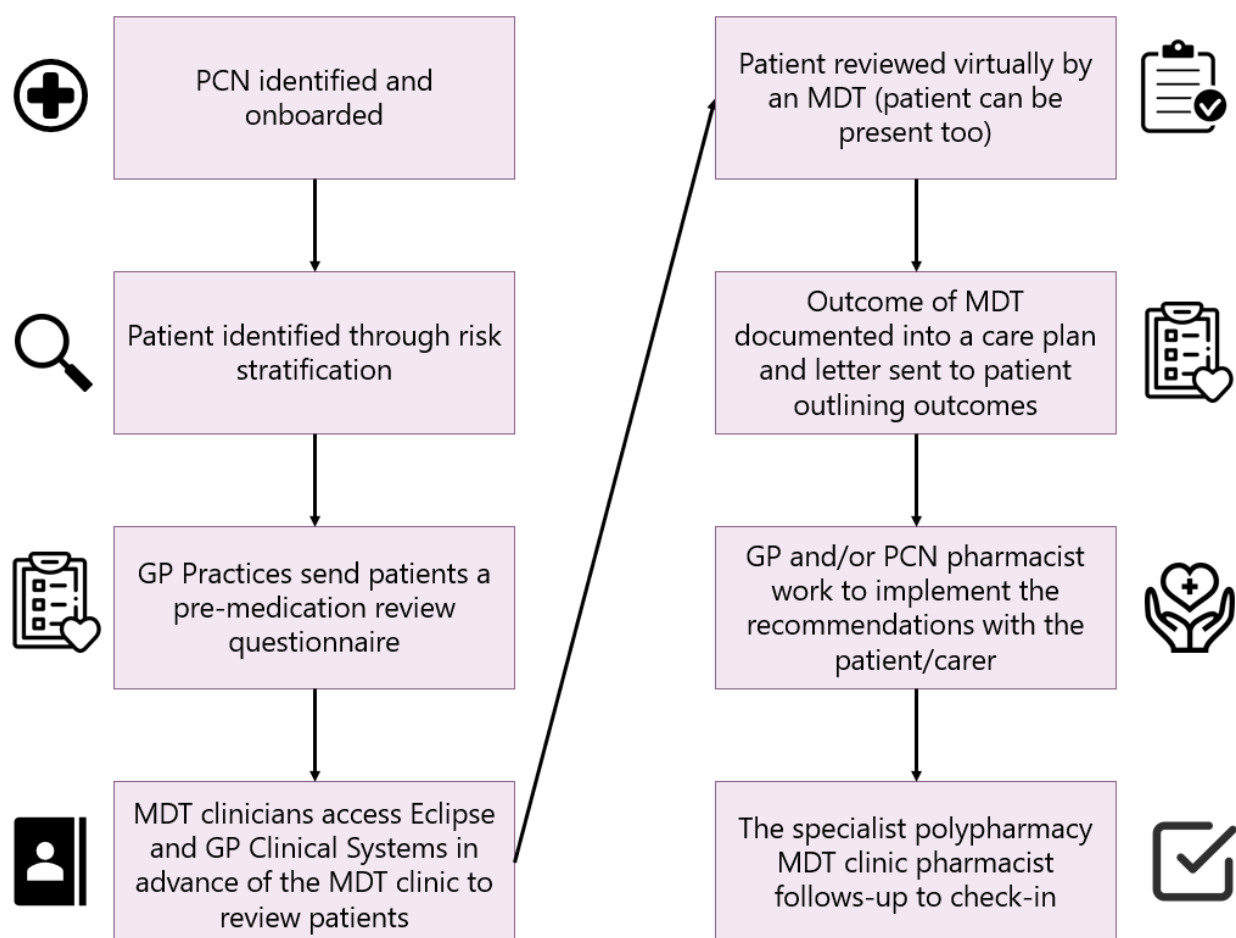 PCN identified and
onboarded
Patient identified through risk
stratification
GP Practices send patients a
pre-medication review
questionnaire
MDT clinicians access Eclipse
and GP Clinical Systems in
advance of the MDT clinic to
review patients
Patient reviewed virtually by
an MDT (patient can be
present too)
Outcome of MDT
documented into a care plan
and letter sent to patient
outlining outcomes
GP and/or PCN pharmacist
work to implement the
recommendations with the
patient/carer
The specialist polypharmacy
MDT clinic pharmacist
follows-up to check-in